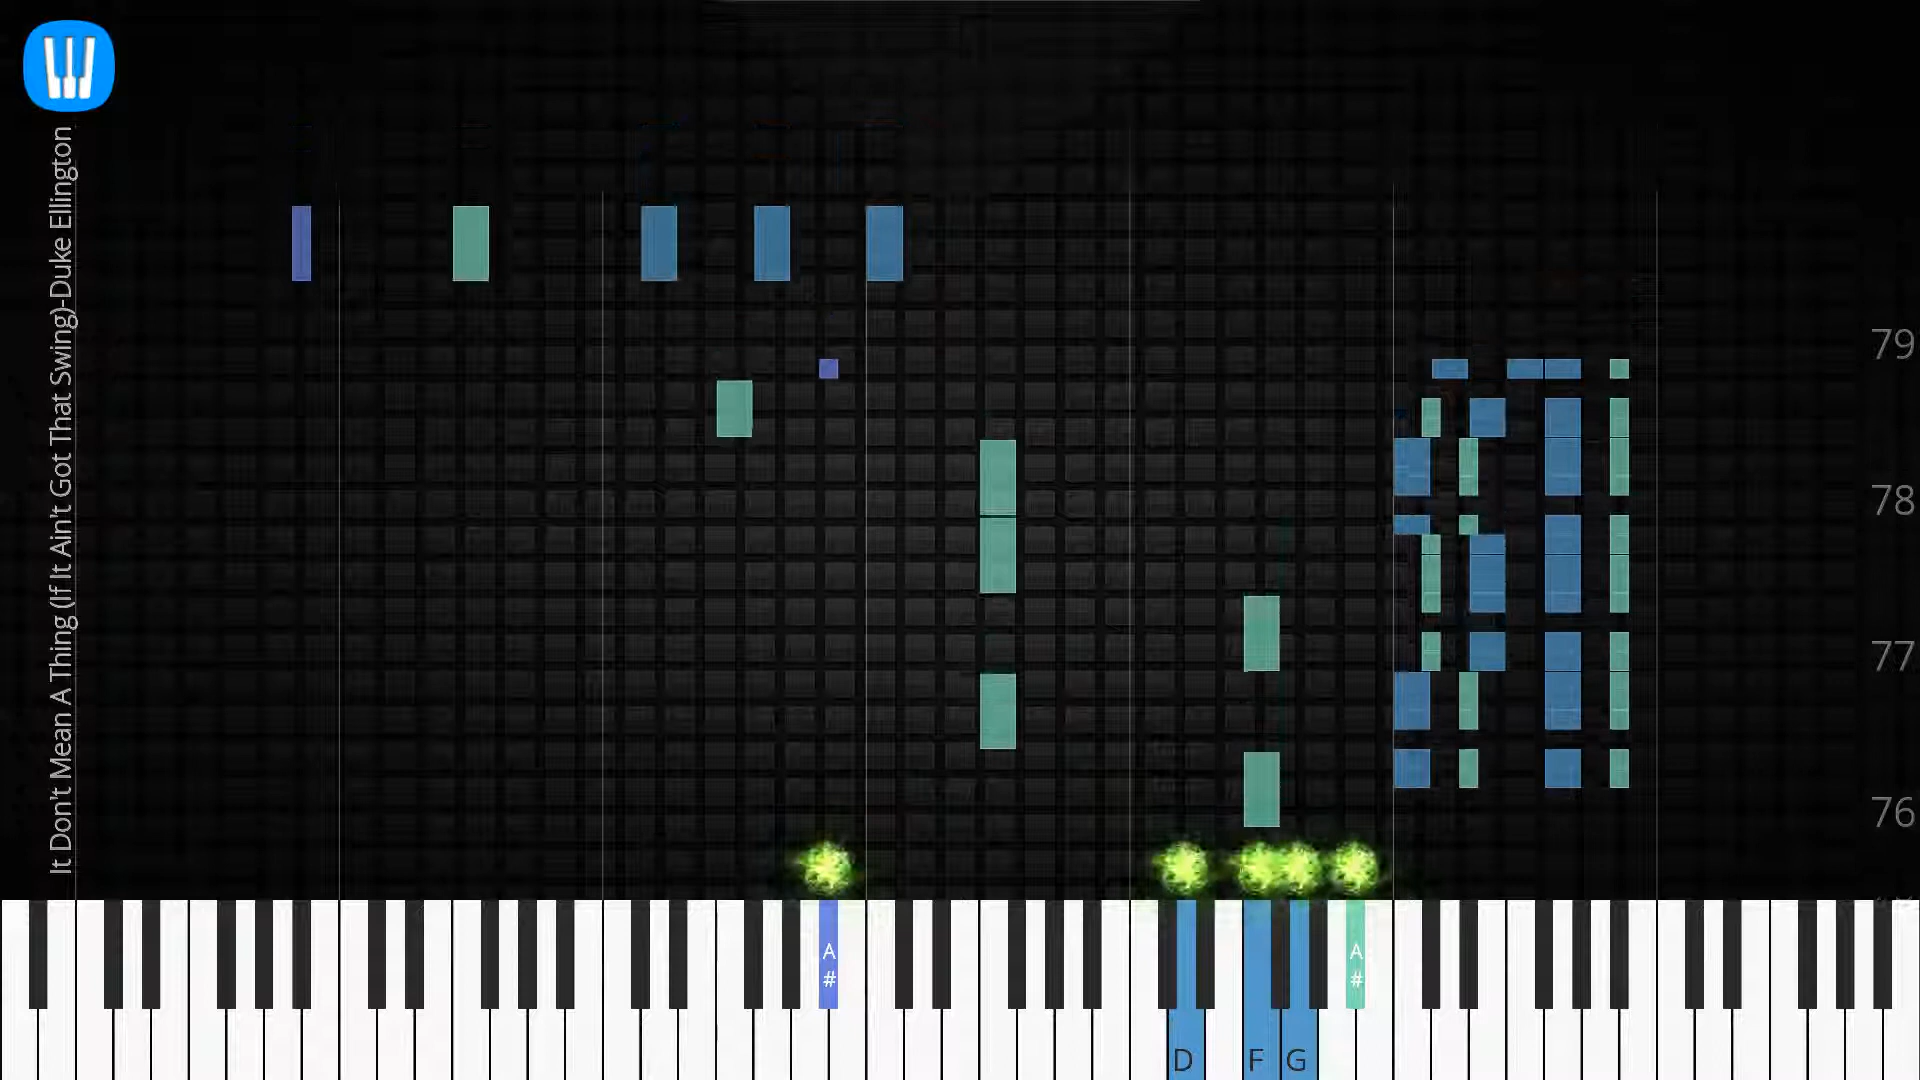 It Don't Mean A Thing (If It Ain't Got That Swing)-Duke Ellington
79
78
77
76
A
#
A
#
D
F
G